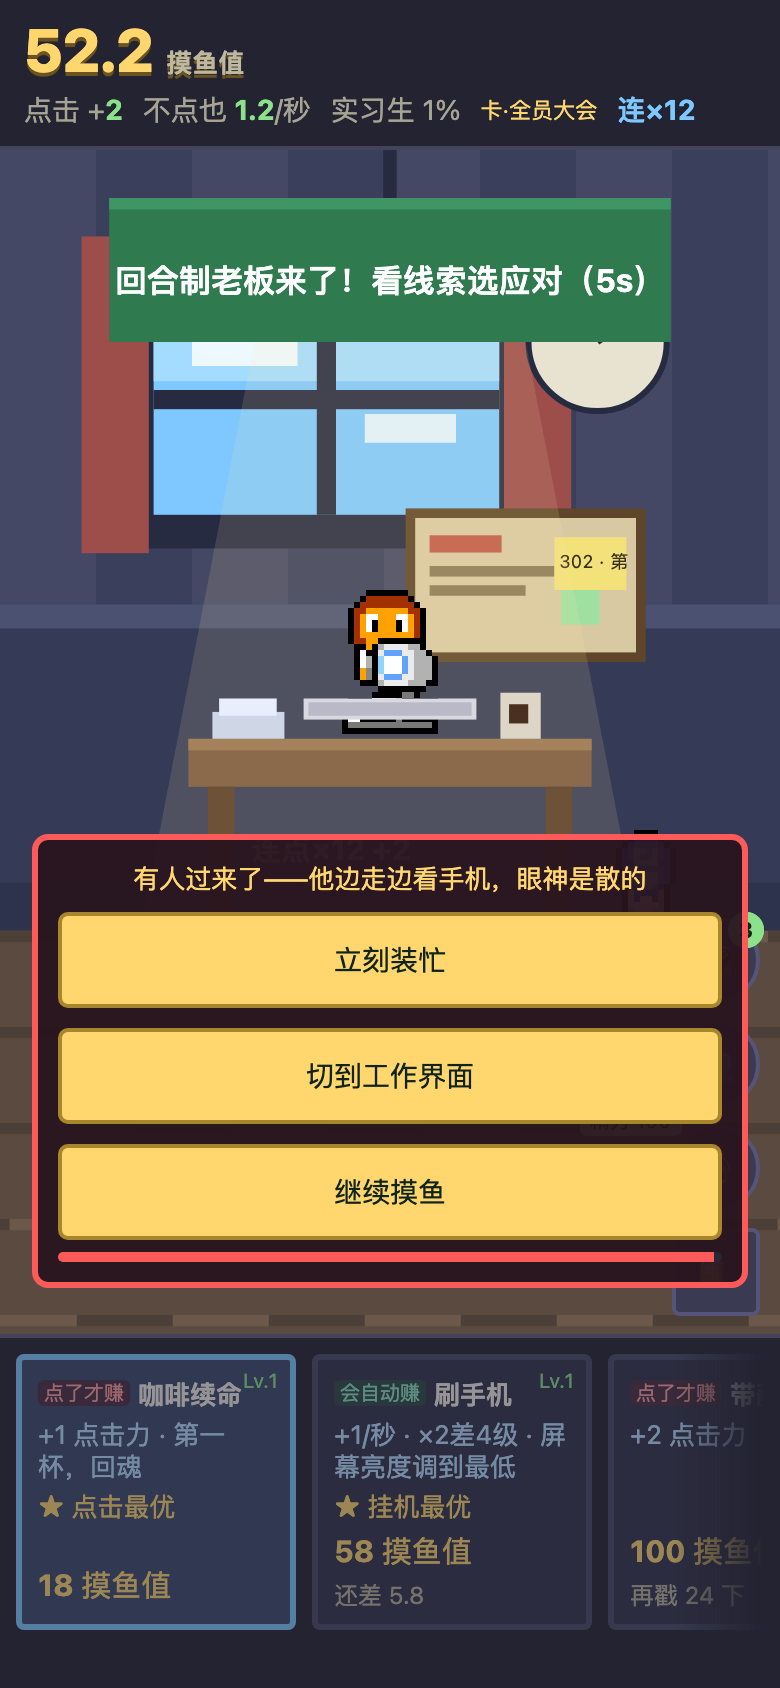 52.2 摸鱼值
点击 +2 不点也 1.2/秒 实习生 1% 卡·全员大会 连×12
回合制老板来了！看线索选应对（5s）
302 · 第
连点×12 +2
有人过来了——他边走边看手机，眼神是散的
立刻装忙
切到工作界面
继续摸鱼
点了才赚 咖啡续命 Lv.1
+1 点击力 · 第一
杯，回魂
★ 点击最优
18 摸鱼值
会自动赚 刷手机 Lv.1
+1/秒 · ×2差4级 · 屏
幕亮度调到最低
★ 挂机最优
58 摸鱼值
还差 5.8
点了才赚 带
+2 点击力
100 摸鱼
再戳 24 下